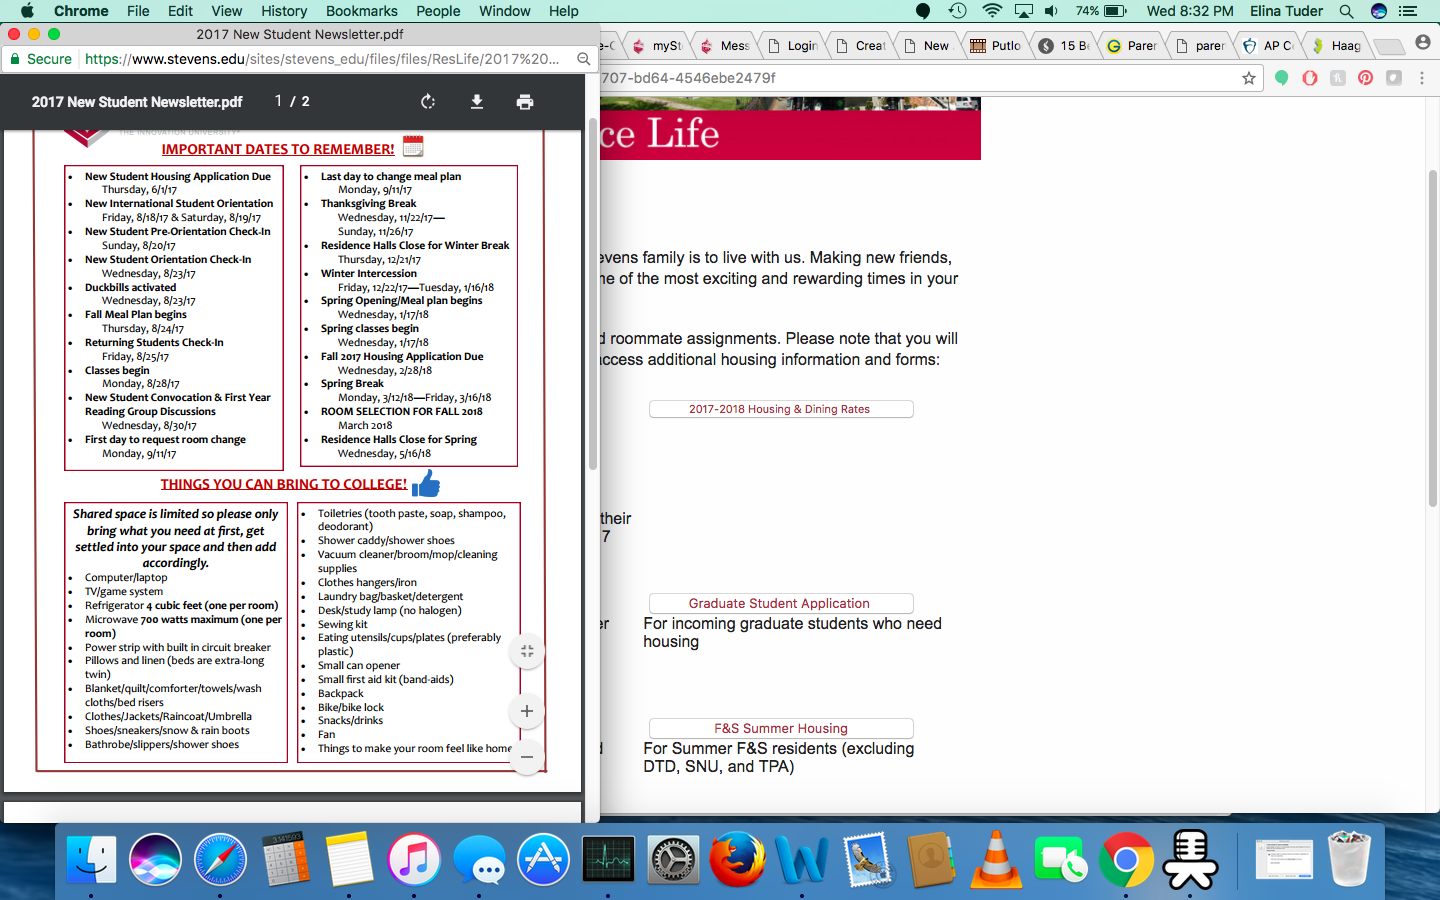 Chrome File Edit View History Bookmarks People Window Help 74% Wed 8:32 PM Elina Tuder
2017 New Student Newsletter.pdf
Secure https://www.stevens.edu/sites/stevens_edu/files/files/ResLife/2017%20...
2017 New Student Newsletter.pdf 1 / 2
THE INNOVATION UNIVERSITY
IMPORTANT DATES TO REMEMBER!
• New Student Housing Application Due
Thursday, 6/1/17
• New International Student Orientation
Friday, 8/18/17 & Saturday, 8/19/17
• New Student Pre-Orientation Check-In
Sunday, 8/20/17
• New Student Orientation Check-In
Wednesday, 8/23/17
• Duckbills activated
Wednesday, 8/23/17
• Fall Meal Plan begins
Thursday, 8/24/17
• Returning Students Check-In
Friday, 8/25/17
• Classes begin
Monday, 8/28/17
• New Student Convocation & First Year
Reading Group Discussions
Wednesday, 8/30/17
• First day to request room change
Monday, 9/11/17
• Last day to change meal plan
Monday, 9/11/17
• Thanksgiving Break
Wednesday, 11/22/17—
Sunday, 11/26/17
• Residence Halls Close for Winter Break
Thursday, 12/21/17
• Winter Intercession
Friday, 12/22/17—Tuesday, 1/16/18
• Spring Opening/Meal plan begins
Wednesday, 1/17/18
• Spring classes begin
Wednesday, 1/17/18
• Fall 2017 Housing Application Due
Wednesday, 2/28/18
• Spring Break
Monday, 3/12/18—Friday, 3/16/18
• ROOM SELECTION FOR FALL 2018
March 2018
• Residence Halls Close for Spring
Wednesday, 5/16/18
THINGS YOU CAN BRING TO COLLEGE!
Shared space is limited so please only
bring what you need at first, get
settled into your space and then add
accordingly.
• Computer/laptop
• TV/game system
• Refrigerator 4 cubic feet (one per room)
• Microwave 700 watts maximum (one per
room)
• Power strip with built in circuit breaker
• Pillows and linen (beds are extra-long
twin)
• Blanket/quilt/comforter/towels/wash
cloths/bed risers
• Clothes/Jackets/Raincoat/Umbrella
• Shoes/sneakers/snow & rain boots
• Bathrobe/slippers/shower shoes
• Toiletries (tooth paste, soap, shampoo,
deodorant)
• Shower caddy/shower shoes
• Vacuum cleaner/broom/mop/cleaning
supplies
• Clothes hangers/iron
• Laundry bag/basket/detergent
• Desk/study lamp (no halogen)
• Sewing kit
• Eating utensils/cups/plates (preferably
plastic)
• Small can opener
• Small first aid kit (band-aids)
• Backpack
• Bike/bike lock
• Snacks/drinks
• Fan
• Things to make your room feel like home
e-C mySt Mess Login Creat New Putlo 15 B Paren paren AP C Haag
707-bd64-4546ebe2479f
ce Life
evens family is to live with us. Making new friends,
ne of the most exciting and rewarding times in your
d roommate assignments. Please note that you will
access additional housing information and forms:
2017-2018 Housing & Dining Rates
their
7
Graduate Student Application
er For incoming graduate students who need
housing
F&S Summer Housing
d For Summer F&S residents (excluding
DTD, SNU, and TPA)
3.141503